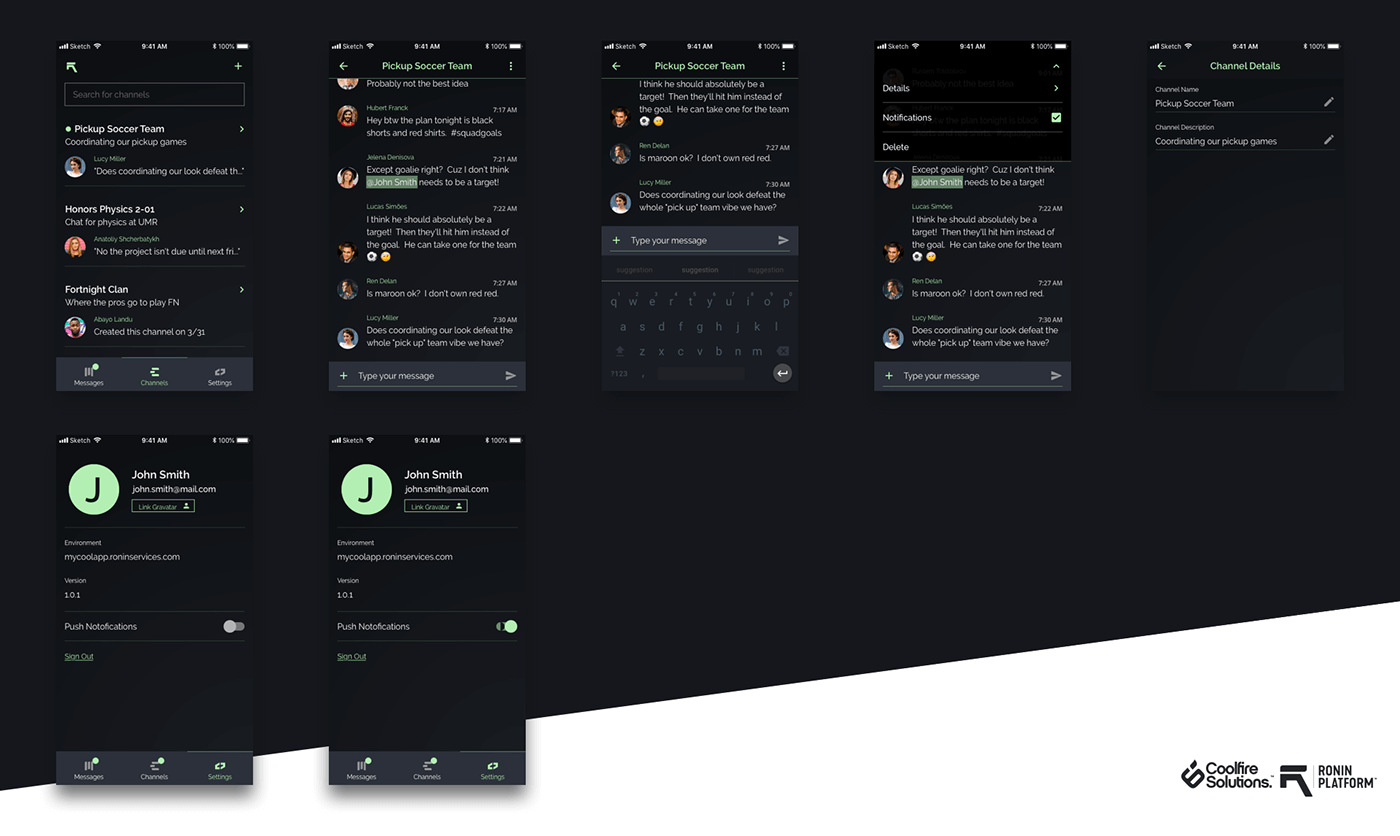 Sketch 9:41 AM 100%
Search for channels
Pickup Soccer Team
Coordinating our pickup games
Lucy Miller
"Does coordinating our look defeat th..."
Honors Physics 2-01
Chat for physics at UMR
Anatoliy Shcherbatykh
"No the project isn't due until next fri..."
Fortnight Clan
Where the pros go to play FN
Abayo Landu
Created this channel on 3/31
Messages Channels Settings
Sketch 9:41 AM 100%
Pickup Soccer Team
Probably not the best idea
Hubert Franck 7:17 AM
Hey btw the plan tonight is black
shorts and red shirts. #squadgoals
Jelena Denisova 7:21 AM
Except goalie right? Cuz I don't think
@John Smith needs to be a target!
Lucas Simões 7:22 AM
I think he should absolutely be a
target! Then they'll hit him instead of
the goal. He can take one for the team
⚽ 🤕
Ren Delan 7:27 AM
Is maroon ok? I don't own red red.
Lucy Miller 7:30 AM
Does coordinating our look defeat the
whole "pick up" team vibe we have?
Type your message
Sketch 9:41 AM 100%
Pickup Soccer Team
I think he should absolutely be a
target! Then they'll hit him instead of
the goal. He can take one for the team
Ren Delan 7:27 AM
Is maroon ok? I don't own red red.
Lucy Miller 7:30 AM
Does coordinating our look defeat the
whole "pick up" team vibe we have?
Type your message
suggestion suggestion suggestion
1 2 3 4 5 6 7 8 9 0
q w e r t y u i o p
a s d f g h j k l
z x c v b n m
?123 ,
Sketch 9:41 AM 100%
Probably not the best idea
Details
Notifications
Delete
Except goalie right? Cuz I don't think
@John Smith needs to be a target!
Lucas Simões 7:22 AM
I think he should absolutely be a
target! Then they'll hit him instead of
the goal. He can take one for the team
Ren Delan 7:27 AM
Is maroon ok? I don't own red red.
Lucy Miller 7:30 AM
Does coordinating our look defeat the
whole "pick up" team vibe we have?
Type your message
Sketch 9:41 AM 100%
Channel Details
Channel Name
Pickup Soccer Team
Channel Description
Coordinating our pickup games
Sketch 9:41 AM 100%
J
John Smith
john.smith@mail.com
Link Gravatar
Environment
mycoolapp.roninservices.com
Version
1.0.1
Push Notofications
Sign Out
Messages Channels Settings
Sketch 9:41 AM 100%
J
John Smith
john.smith@mail.com
Link Gravatar
Environment
mycoolapp.roninservices.com
Version
1.0.1
Push Notofications
Sign Out
Messages Channels Settings
Coolfire
Solutions.
RONIN
PLATFORM